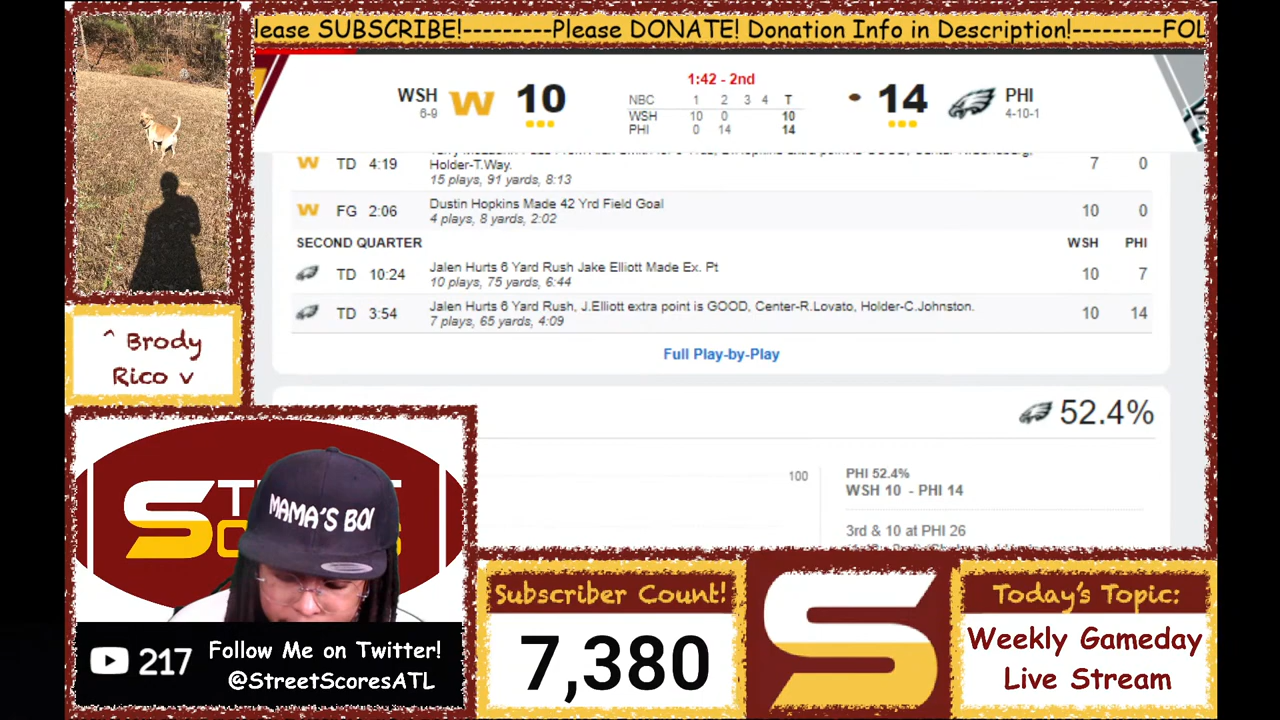 lease SUBSCRIBE!---------Please DONATE! Donation Info in Description!---------FOL
WSH
6-9
W
10
1:42 - 2nd
NBC 1 2 3 4 T
WSH 10 0 10
PHI 0 14 14
14
PHI
4-10-1
W TD 4:19 Holder-T.Way. 7 0
15 plays, 91 yards, 8:13
W FG 2:06 Dustin Hopkins Made 42 Yrd Field Goal 10 0
4 plays, 8 yards, 2:02
SECOND QUARTER WSH PHI
TD 10:24 Jalen Hurts 6 Yard Rush Jake Elliott Made Ex. Pt 10 7
10 plays, 75 yards, 6:44
TD 3:54 Jalen Hurts 6 Yard Rush, J.Elliott extra point is GOOD, Center-R.Lovato, Holder-C.Johnston. 10 14
7 plays, 65 yards, 4:09
Full Play-by-Play
52.4%
100
PHI 52.4%
WSH 10 - PHI 14
3rd & 10 at PHI 26
^ Brody
Rico v
MAMA'S BOY
217
Follow Me on Twitter!
@StreetScoresATL
Subscriber Count!
7,380
S
Today's Topic:
Weekly Gameday
Live Stream